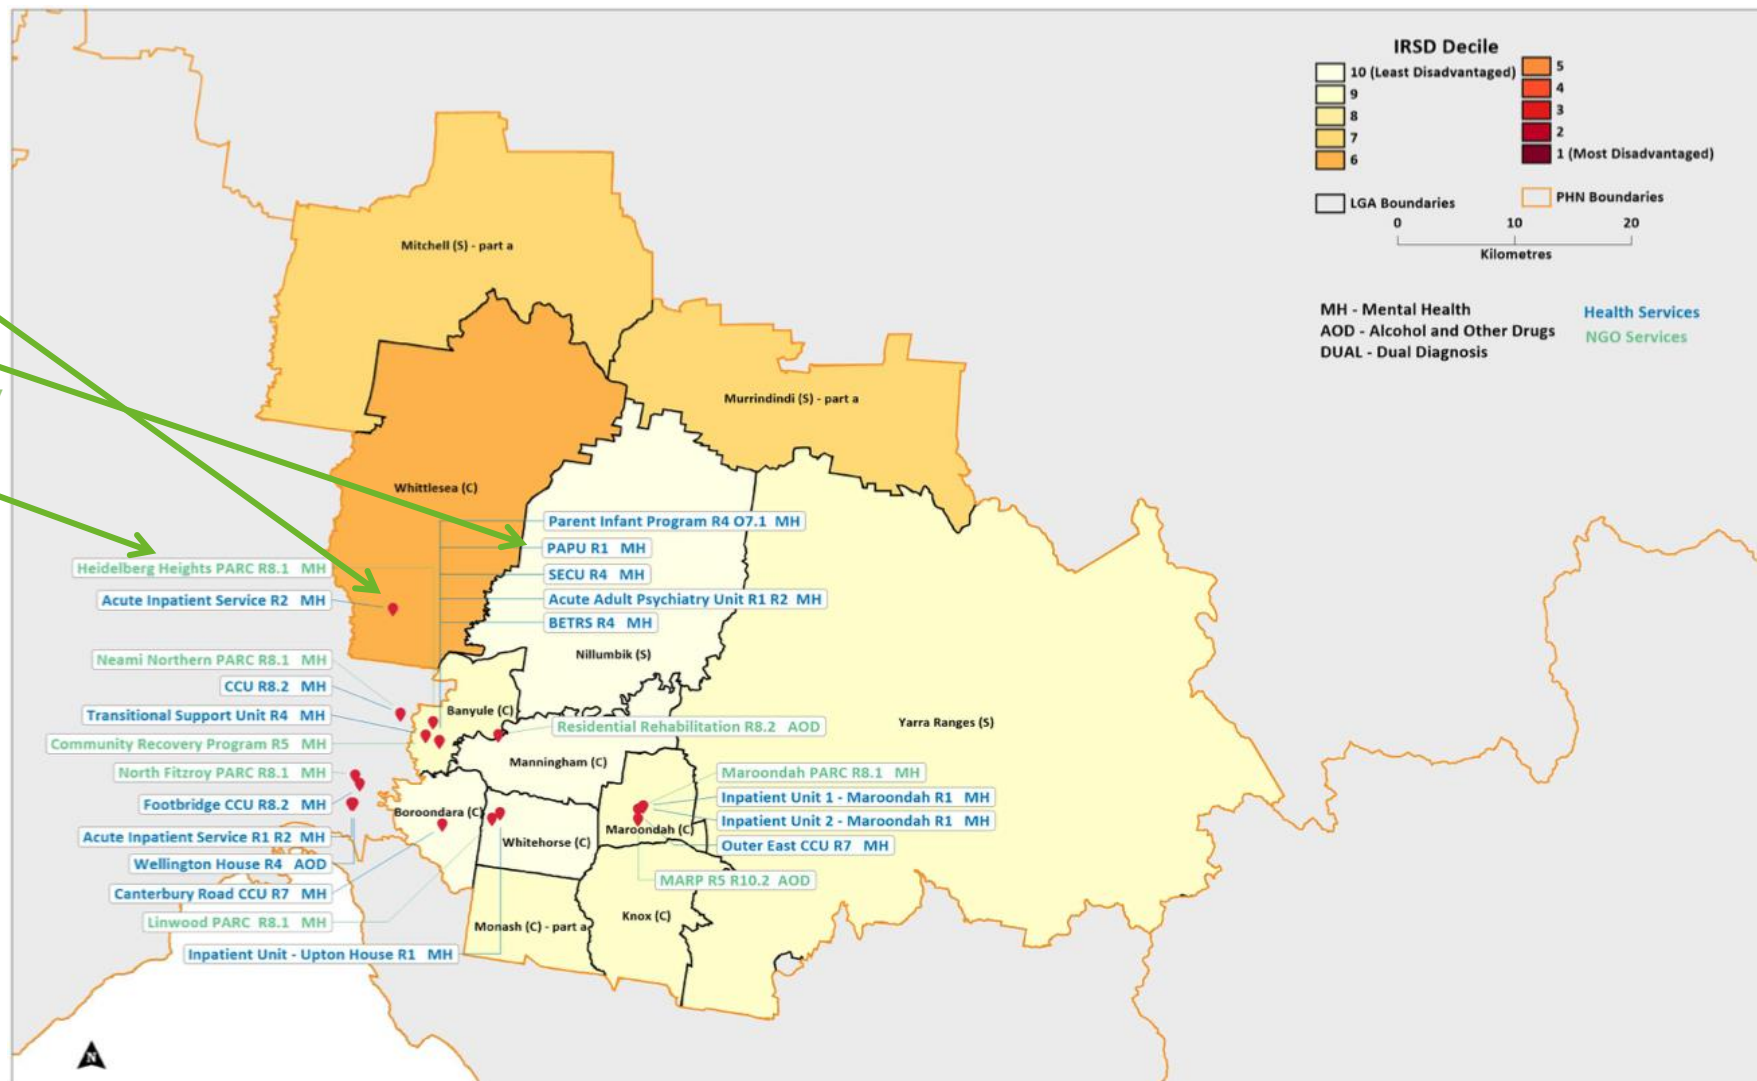 IRSD Decile
10 (Least Disadvantaged)
9
8
7
6
5
4
3
2
1 (Most Disadvantaged)
LGA Boundaries
PHN Boundaries
0 10 20
Kilometres
MH - Mental Health
AOD - Alcohol and Other Drugs
DUAL - Dual Diagnosis
Health Services
NGO Services
Mitchell (S) - part a
Murrindindi (S) - part a
Whittlesea (C)
Parent Infant Program R4 O7.1 MH
PAPU R1 MH
SECU R4 MH
Acute Adult Psychiatry Unit R1 R2 MH
BETRS R4 MH
Heidelberg Heights PARC R8.1 MH
Acute Inpatient Service R2 MH
Nillumbik (S)
Neami Northern PARC R8.1 MH
CCU R8.2 MH
Transitional Support Unit R4 MH
Community Recovery Program R5 MH
North Fitzroy PARC R8.1 MH
Footbridge CCU R8.2 MH
Acute Inpatient Service R1 R2 MH
Wellington House R4 AOD
Canterbury Road CCU R7 MH
Linwood PARC R8.1 MH
Inpatient Unit - Upton House R1 MH
Banyule (C)
Residential Rehabilitation R8.2 AOD
Yarra Ranges (S)
Manningham (C)
Maroondah PARC R8.1 MH
Inpatient Unit 1 - Maroondah R1 MH
Inpatient Unit 2 - Maroondah R1 MH
Outer East CCU R7 MH
Boroondara (C)
Whitehorse (C)
Maroondah (C)
MARP R5 R10.2 AOD
Monash (C) - part a
Knox (C)
N